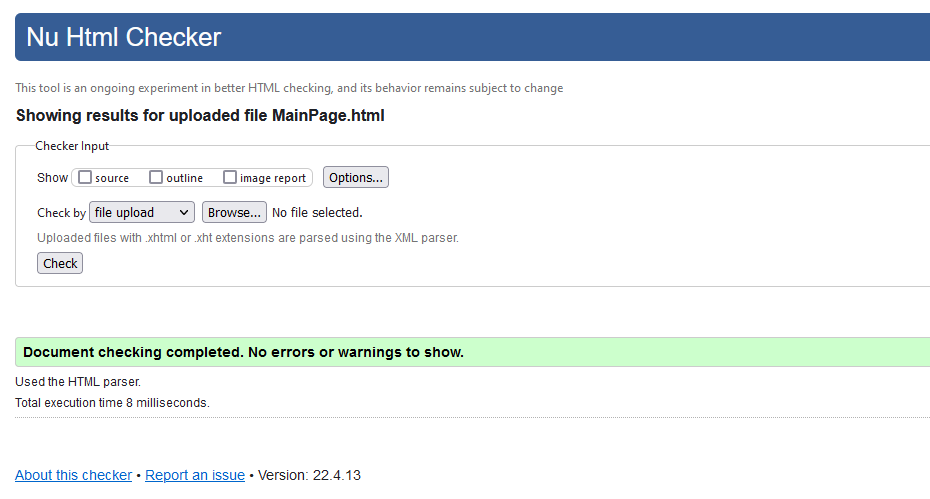 Nu Html Checker
This tool is an ongoing experiment in better HTML checking, and its behavior remains subject to change
Showing results for uploaded file MainPage.html
Checker Input
Show source outline image report Options...
Check by file upload Browse... No file selected.
Uploaded files with .xhtml or .xht extensions are parsed using the XML parser.
Check
Document checking completed. No errors or warnings to show.
Used the HTML parser.
Total execution time 8 milliseconds.
About this checker • Report an issue • Version: 22.4.13